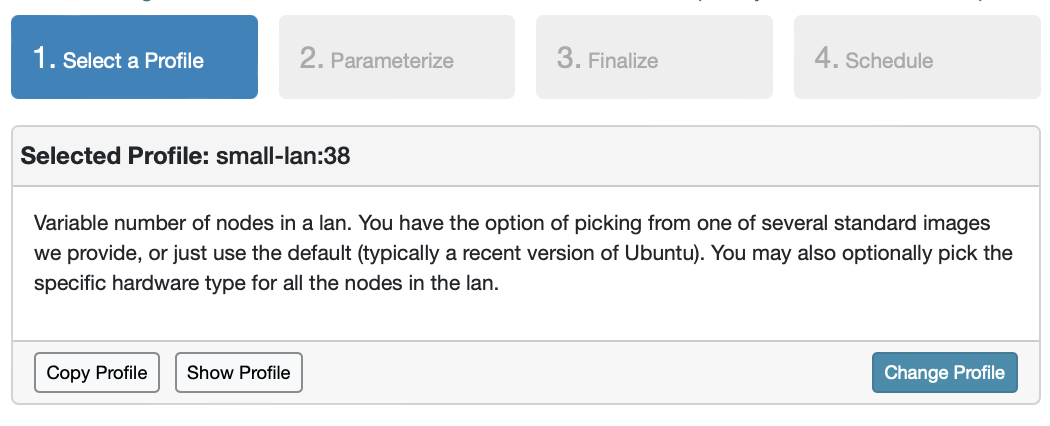 1. Select a Profile
2. Parameterize
3. Finalize
4. Schedule
Selected Profile: small-lan:38
Variable number of nodes in a lan. You have the option of picking from one of several standard images
we provide, or just use the default (typically a recent version of Ubuntu). You may also optionally pick the
specific hardware type for all the nodes in the lan.
Copy Profile
Show Profile
Change Profile